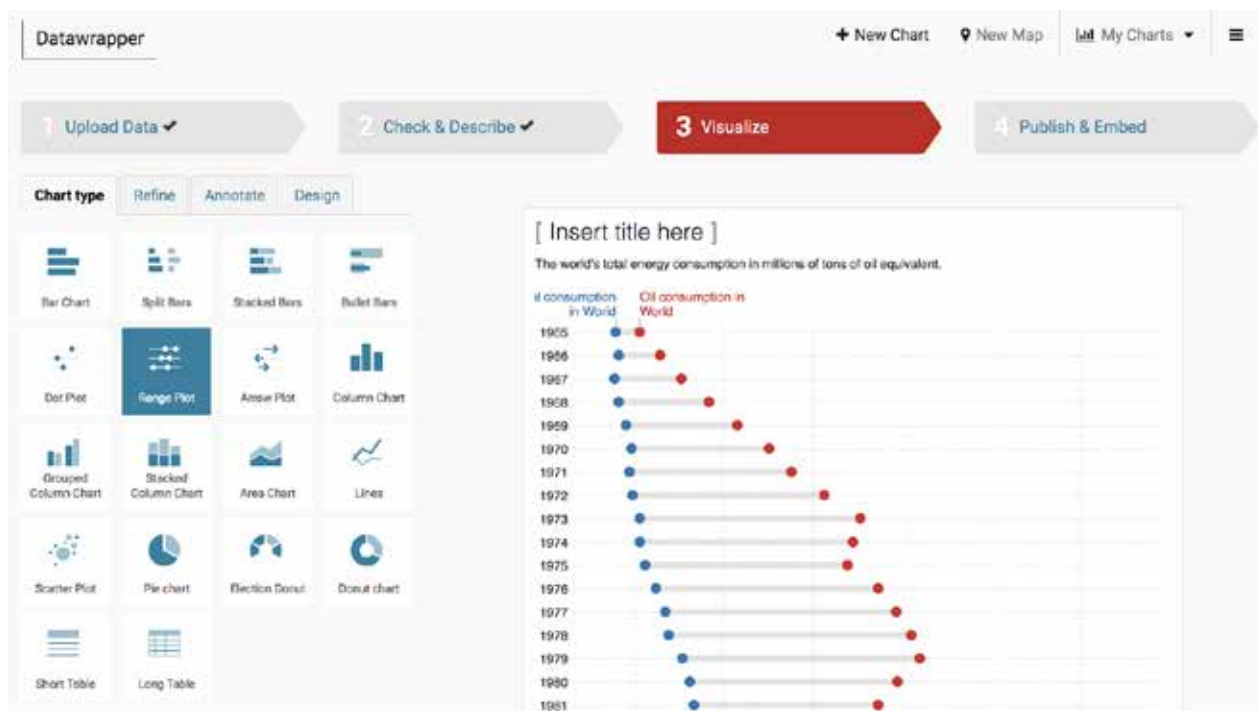 Datawrapper
+ New Chart
New Map
My Charts
1 Upload Data ✔
2 Check & Describe ✔
3 Visualize
4 Publish & Embed
Chart type
Refine
Annotate
Design
Bar Chart
Split Bars
Stacked Bars
Bullet Bars
Dot Plot
Range Plot
Arrow Plot
Column Chart
Grouped
Column Chart
Stacked
Column Chart
Area Chart
Lines
Scatter Plot
Pie chart
Election Donut
Donut chart
Short Table
Long Table
[ Insert title here ]
The world's total energy consumption in millions of tons of oil equivalent.
l consumption
in World
Oil consumption in
World
1965
1966
1967
1968
1969
1970
1971
1972
1973
1974
1975
1976
1977
1978
1979
1980
1981